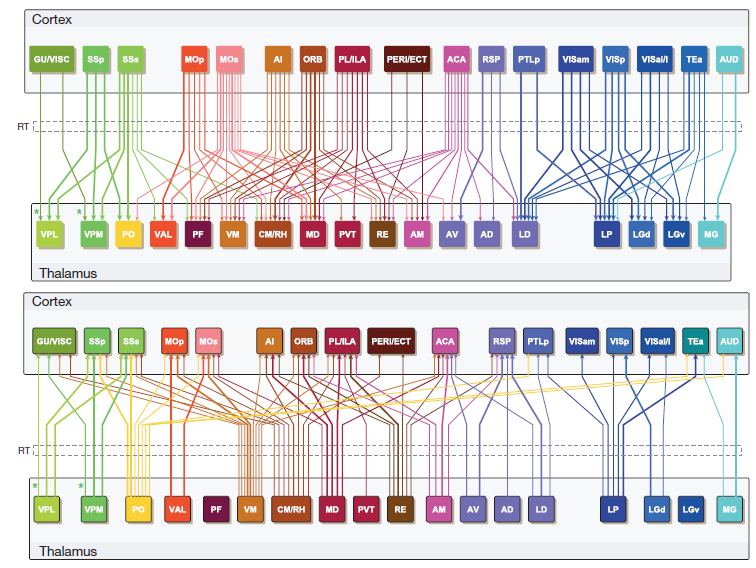 Cortex
GU/VISC SSp SSs MOp MOs AI ORB PL/ILA PERI/ECT ACA RSP PTLp VISam VISp VISal/l TEa AUD
RT
* *
VPL VPM PO VAL PF VM CM/RH MD PVT RE AM AV AD LD LP LGd LGv MG
Thalamus
Cortex
GU/VISC SSp SSs MOp MOs AI ORB PL/ILA PERI/ECT ACA RSP PTLp VISam VISp VISal/l TEa AUD
RT
* *
VPL VPM PO VAL PF VM CM/RH MD PVT RE AM AV AD LD LP LGd LGv MG
Thalamus